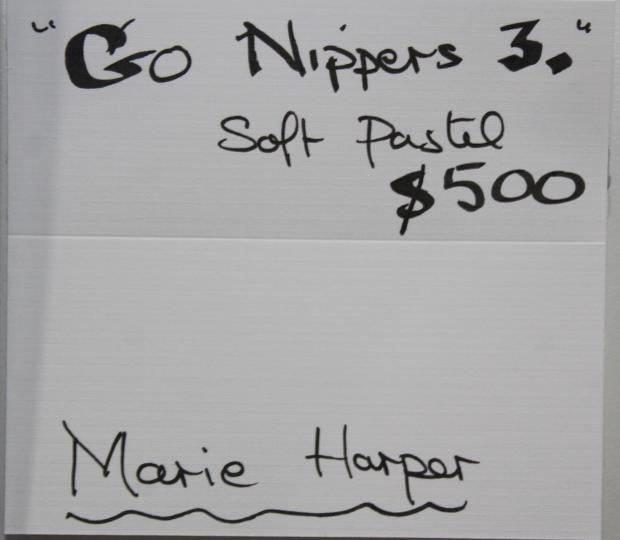 "Go Nippers 3."
Soft Pastel
$500
Marie Harper